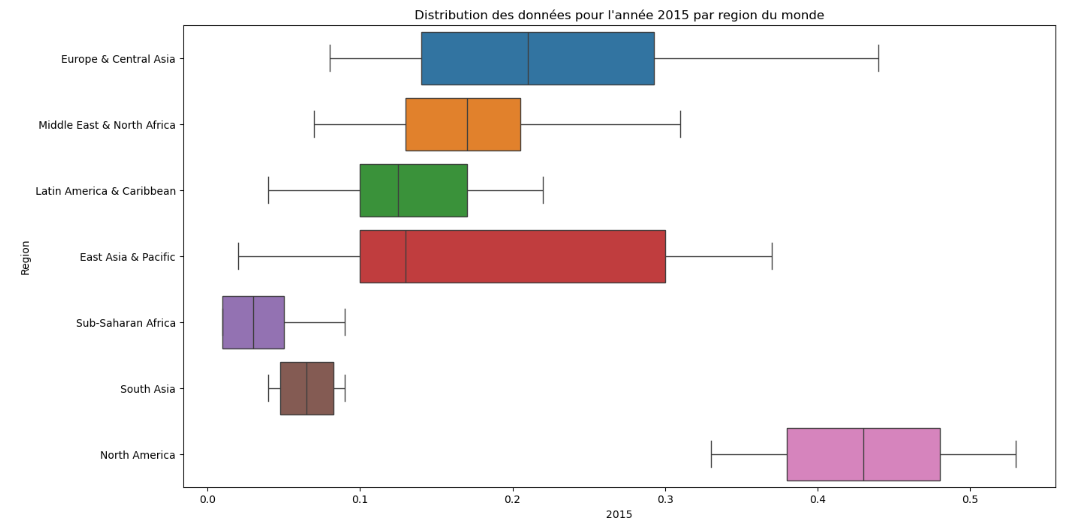 Distribution des données pour l'année 2015 par region du monde
Region
Europe & Central Asia
Middle East & North Africa
Latin America & Caribbean
East Asia & Pacific
Sub-Saharan Africa
South Asia
North America
0.0 0.1 0.2 0.3 0.4 0.5
2015